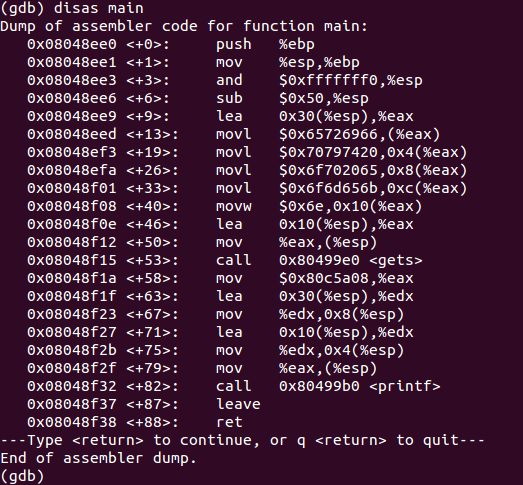 (gdb) disas main
Dump of assembler code for function main:
   0x08048ee0 <+0>:     push   %ebp
   0x08048ee1 <+1>:     mov    %esp,%ebp
   0x08048ee3 <+3>:     and    $0xfffffff0,%esp
   0x08048ee6 <+6>:     sub    $0x50,%esp
   0x08048ee9 <+9>:     lea    0x30(%esp),%eax
   0x08048eed <+13>:    movl   $0x65726966,(%eax)
   0x08048ef3 <+19>:    movl   $0x70797420,0x4(%eax)
   0x08048efa <+26>:    movl   $0x6f702065,0x8(%eax)
   0x08048f01 <+33>:    movl   $0x6f6d656b,0xc(%eax)
   0x08048f08 <+40>:    movw   $0x6e,0x10(%eax)
   0x08048f0e <+46>:    lea    0x10(%esp),%eax
   0x08048f12 <+50>:    mov    %eax,(%esp)
   0x08048f15 <+53>:    call   0x80499e0 <gets>
   0x08048f1a <+58>:    mov    $0x80c5a08,%eax
   0x08048f1f <+63>:    lea    0x30(%esp),%edx
   0x08048f23 <+67>:    mov    %edx,0x8(%esp)
   0x08048f27 <+71>:    lea    0x10(%esp),%edx
   0x08048f2b <+75>:    mov    %edx,0x4(%esp)
   0x08048f2f <+79>:    mov    %eax,(%esp)
   0x08048f32 <+82>:    call   0x80499b0 <printf>
   0x08048f37 <+87>:    leave
   0x08048f38 <+88>:    ret
---Type <return> to continue, or q <return> to quit---
End of assembler dump.
(gdb)